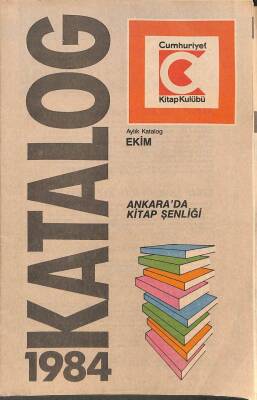 KATALOG
1984
Cumhuriyet
Kitap Kulübü
Aylık Katalog
EKİM
ANKARA'DA
KİTAP ŞENLİĞİ